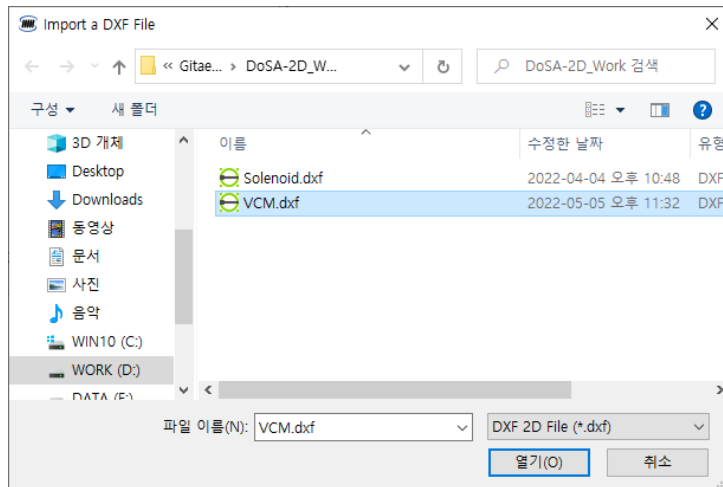 Import a DXF File
« Gitae... › DoSA-2D_W...
DoSA-2D_Work 검색
구성
새 폴더
3D 개체
Desktop
Downloads
동영상
문서
사진
음악
WIN10 (C:)
WORK (D:)
DATA (E:)
이름
수정한 날짜
유형
Solenoid.dxf
2022-04-04 오후 10:48
DXF
VCM.dxf
2022-05-05 오후 11:32
DXF
파일 이름(N):
VCM.dxf
DXF 2D File (*.dxf)
열기(O)
취소